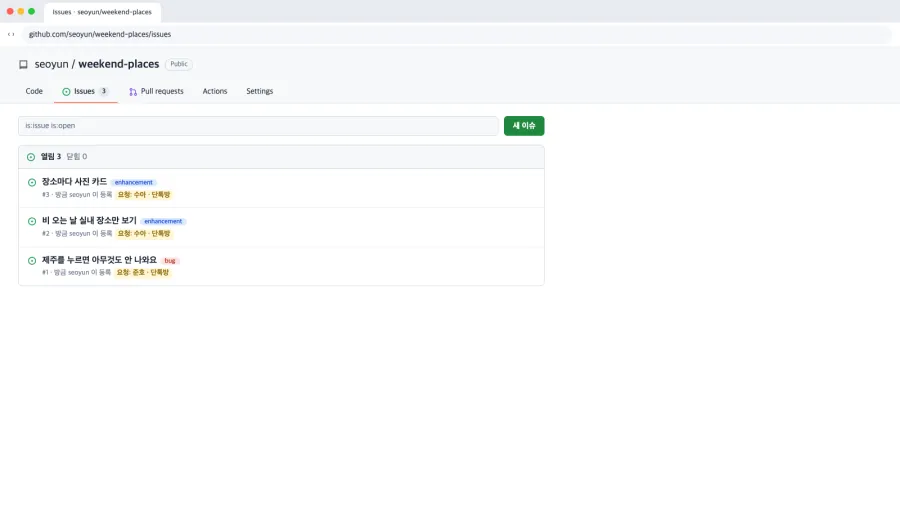 Issues · seoyun/weekend-places
github.com/seoyun/weekend-places/issues
seoyun / weekend-places Public
Code Issues 3 Pull requests Actions Settings
is:issue is:open 새 이슈
열림 3 닫힘 0
장소마다 사진 카드 enhancement
#3 · 방금 seoyun 이 등록 요청: 수아 · 단톡방
비 오는 날 실내 장소만 보기 enhancement
#2 · 방금 seoyun 이 등록 요청: 수아 · 단톡방
제주를 누르면 아무것도 안 나와요 bug
#1 · 방금 seoyun 이 등록 요청: 준호 · 단톡방